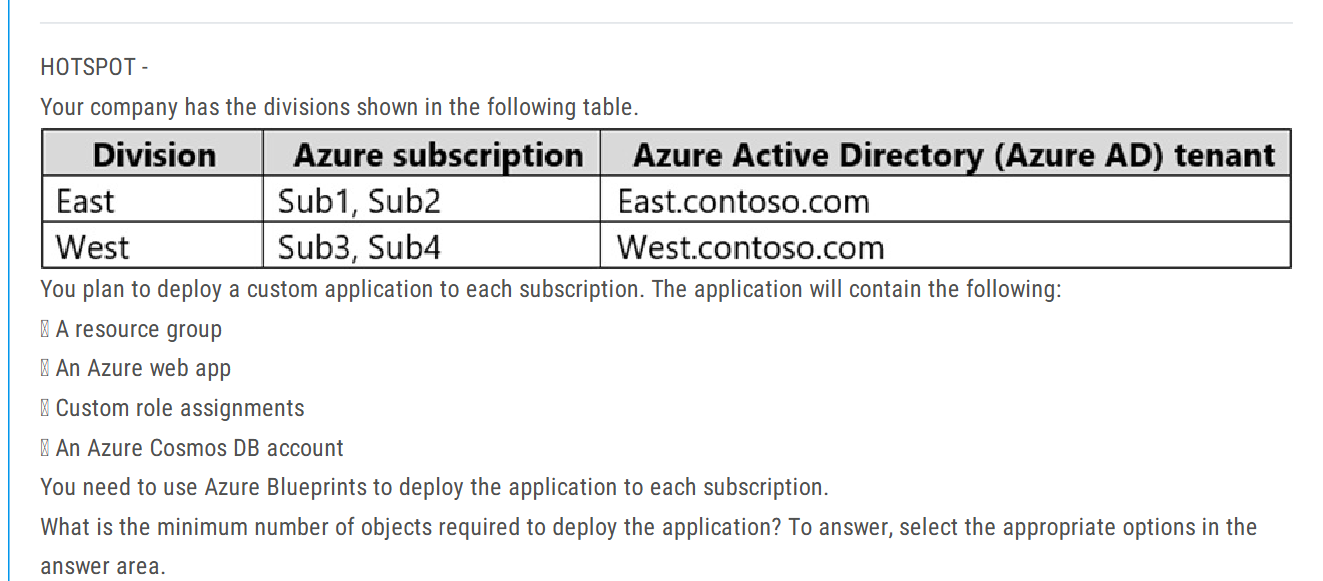 HOTSPOT -
Your company has the divisions shown in the following table.
Division Azure subscription Azure Active Directory (Azure AD) tenant
East Sub1, Sub2 East.contoso.com
West Sub3, Sub4 West.contoso.com
You plan to deploy a custom application to each subscription. The application will contain the following:
A resource group
An Azure web app
Custom role assignments
An Azure Cosmos DB account
You need to use Azure Blueprints to deploy the application to each subscription.
What is the minimum number of objects required to deploy the application? To answer, select the appropriate options in the
answer area.